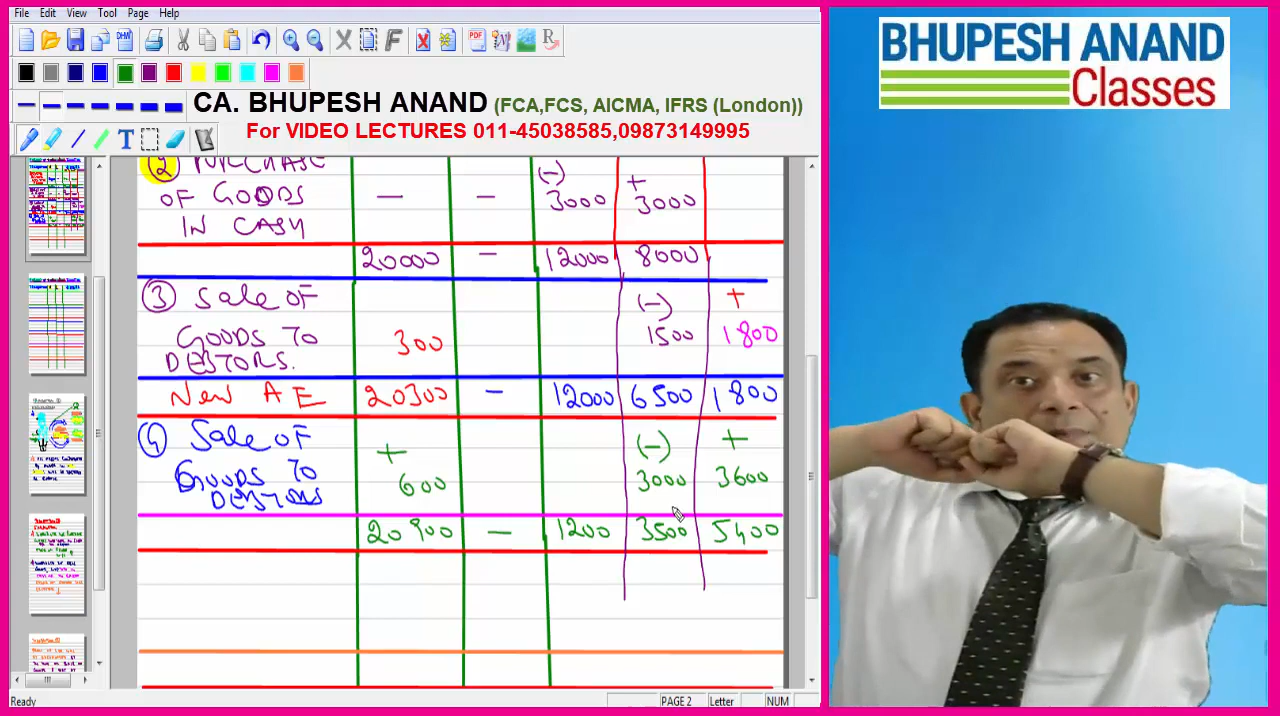 File Edit View Tool Page Help
BHUPESH ANAND
Classes
CA. BHUPESH ANAND (FCA,FCS, AICMA, IFRS (London))
For VIDEO LECTURES 011-45038585,09873149995
② PURCHASE (-) +
OF GOODS — — 3000 3000
IN CASH
20000 — 12000 8000
③ Sale OF (-) +
GOODS TO 300 1500 1800
DEBTORS.
New AE 20300 — 12000 6500 1800
④ Sale OF + (-) +
GOODS TO 600 3000 3600
DEBTORS
20900 — 1200 3500 5400
Ready PAGE 2 Letter NUM